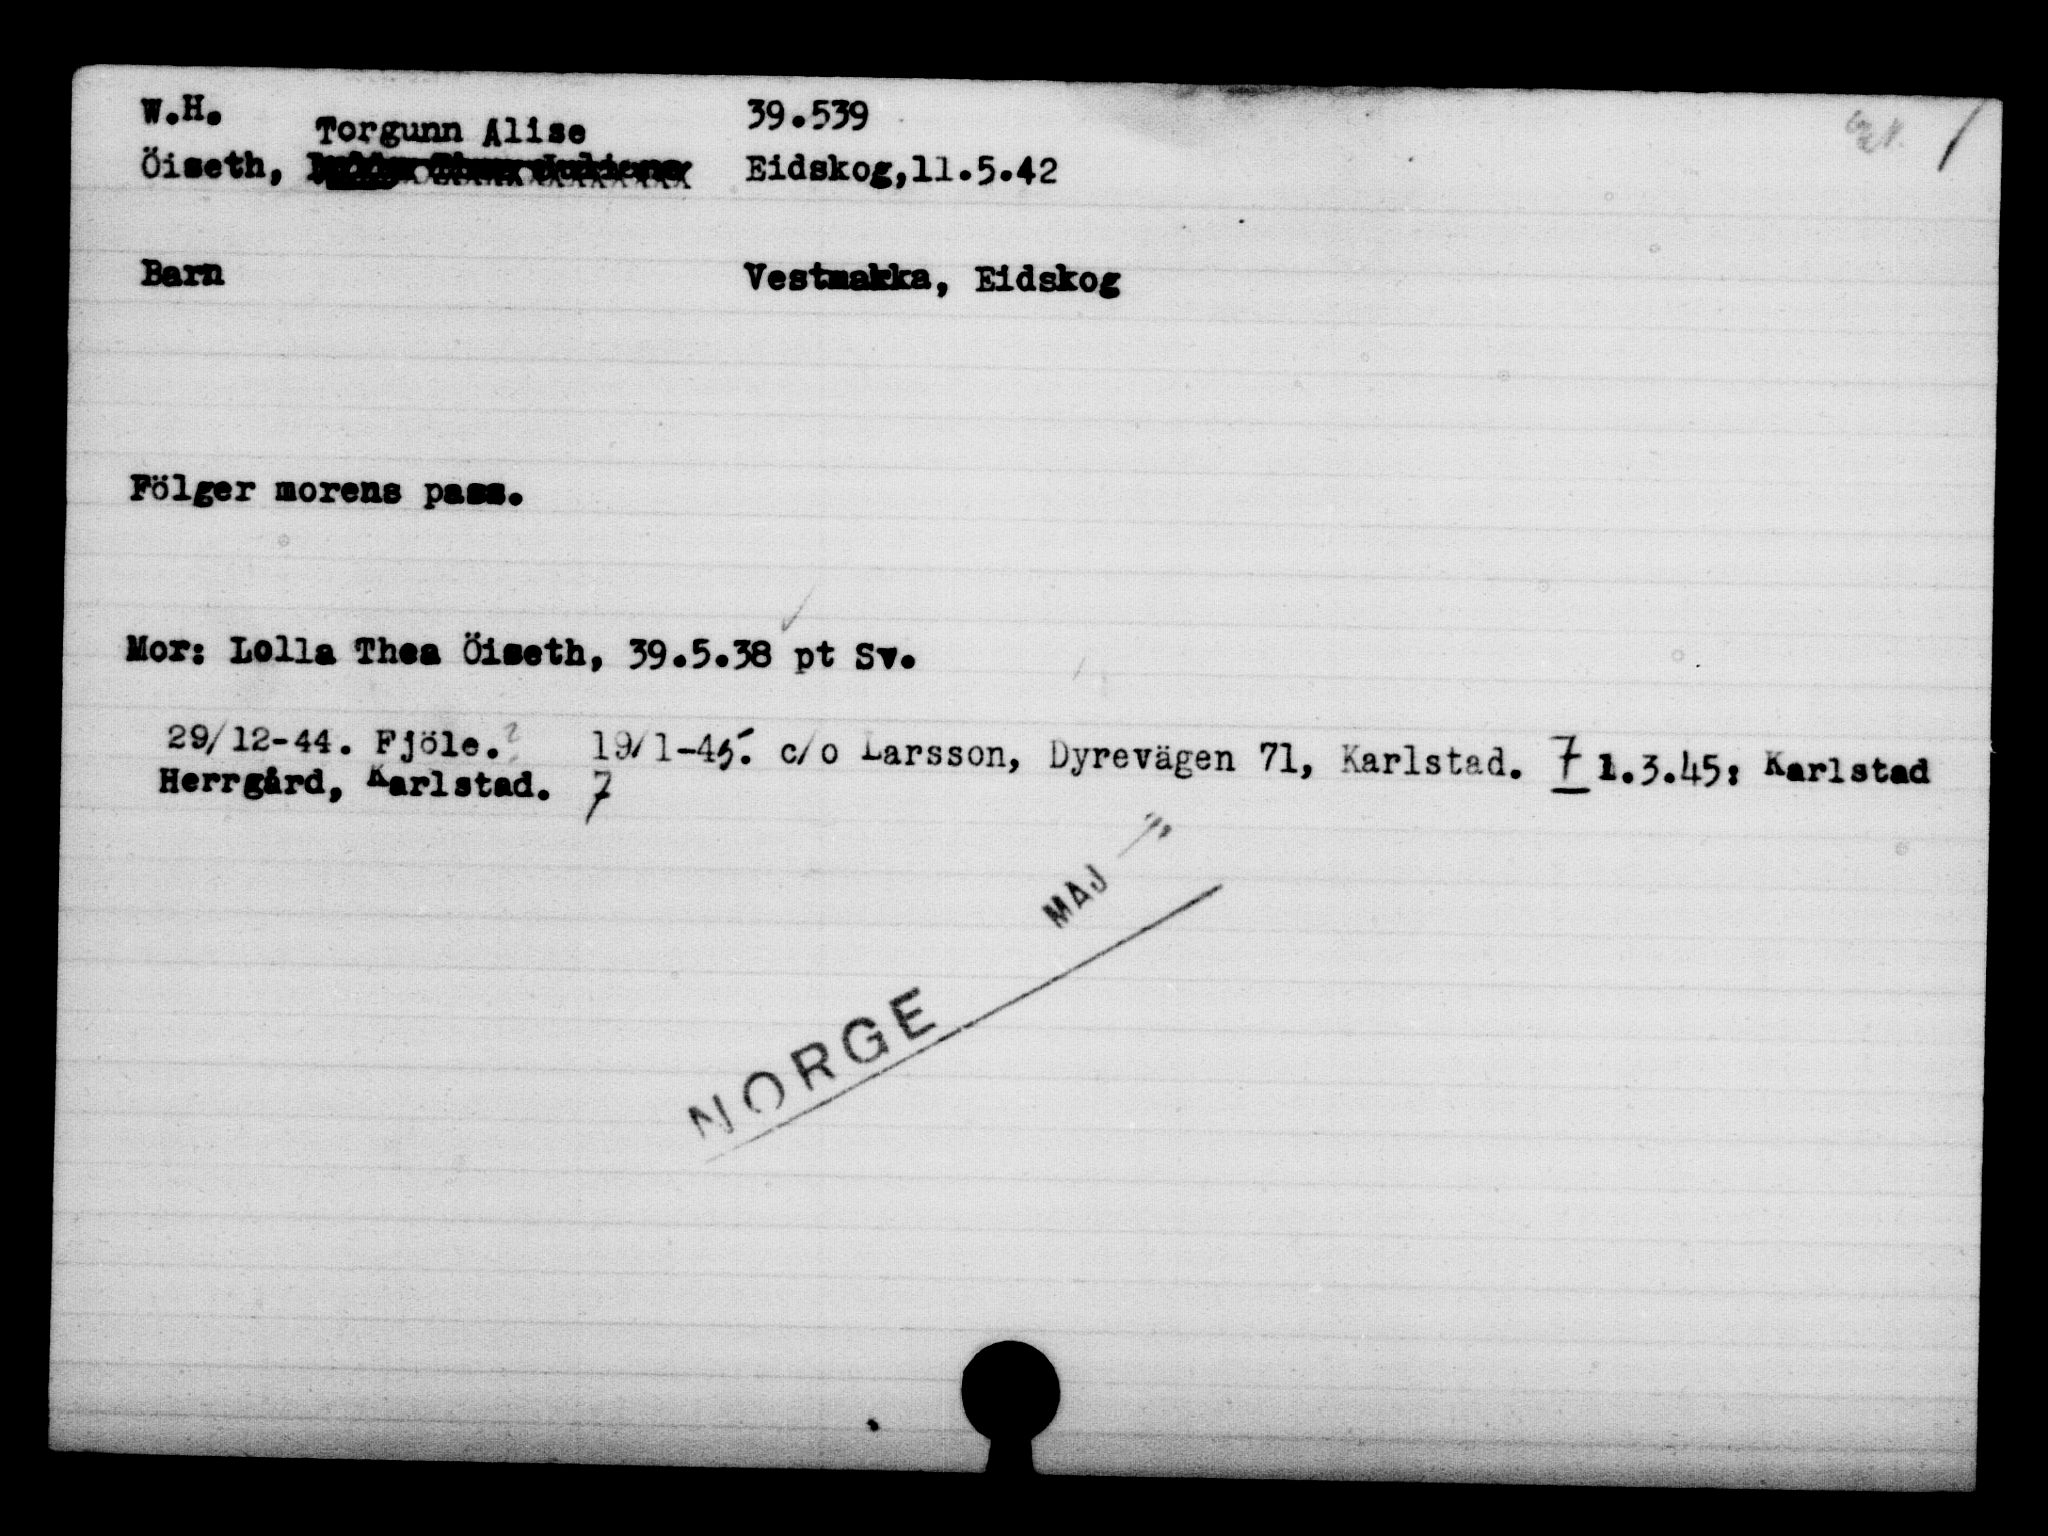 W.H. 39.539
Torgunn Alise
Öiseth, Eidskog,11.5.42
Barn Vestmakka, Eidskog
Fölger morens pass.
Mor: Lolla Thea Öiseth, 39.5.38 pt Sv.
29/12-44. Fjöle.? 19/1-45. c/o Larsson, Dyrevägen 71, Karlstad. 7 1.3.45: Karlstad
Herrgård, Karlstad. 7
MAJ
NORGE